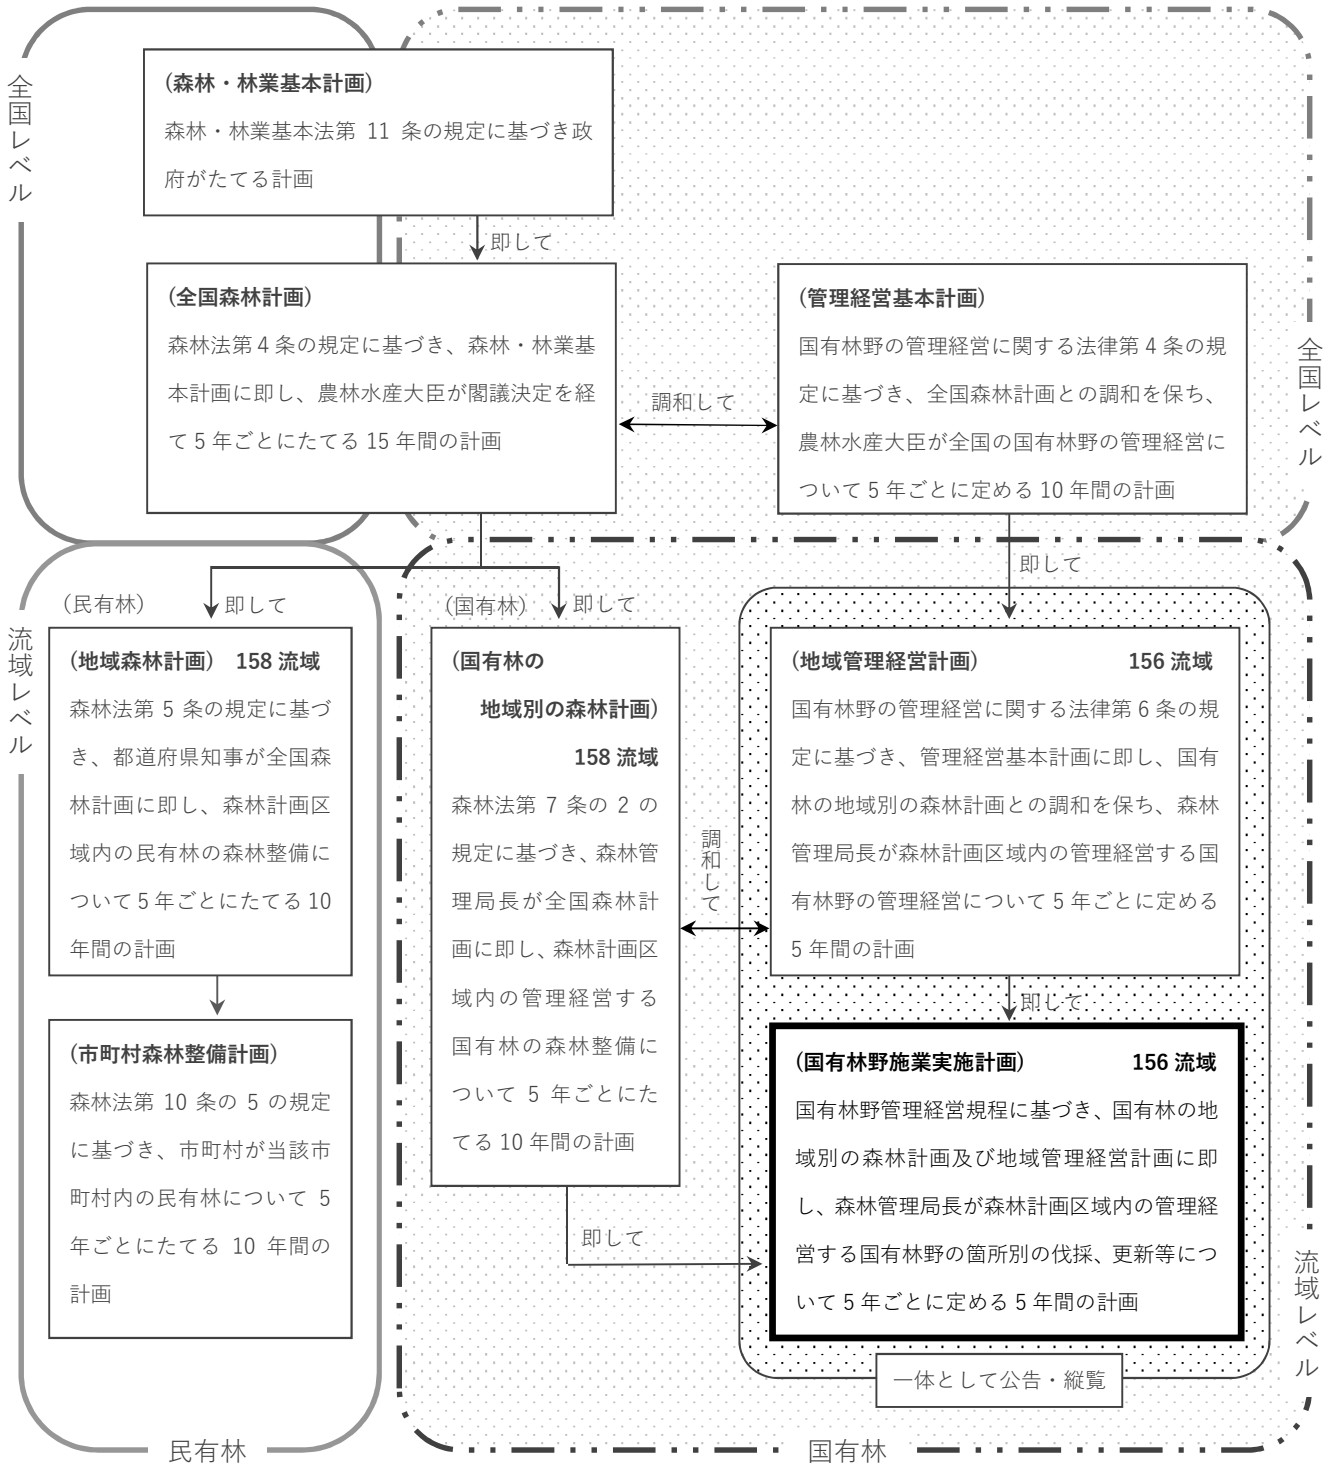 全国レベル
(森林・林業基本計画)
森林・林業基本法第 11 条の規定に基づき政
府がたてる計画
即して
(全国森林計画)
森林法第 4 条の規定に基づき、森林・林業基
本計画に即し、農林水産大臣が閣議決定を経
て 5 年ごとにたてる 15 年間の計画
調和して
(管理経営基本計画)
国有林野の管理経営に関する法律第 4 条の規
定に基づき、全国森林計画との調和を保ち、
農林水産大臣が全国の国有林野の管理経営に
ついて 5 年ごとに定める 10 年間の計画
全国レベル
即して
流域レベル
(民有林)
即して
(国有林)
即して
(地域森林計画) 158 流域
森林法第 5 条の規定に基づ
き、都道府県知事が全国森
林計画に即し、森林計画区
域内の民有林の森林整備に
ついて 5 年ごとにたてる 10
年間の計画
(市町村森林整備計画)
森林法第 10 条の 5 の規定
に基づき、市町村が当該市
町村内の民有林について 5
年ごとにたてる 10 年間の
計画
(国有林の
地域別の森林計画)
158 流域
森林法第 7 条の 2 の
規定に基づき、森林管
理局長が全国森林計
画に即し、森林計画区
域内の管理経営する
国有林の森林整備に
ついて 5 年ごとにた
てる 10 年間の計画
調和して
即して
(地域管理経営計画) 156 流域
国有林野の管理経営に関する法律第 6 条の規
定に基づき、管理経営基本計画に即し、国有
林の地域別の森林計画との調和を保ち、森林
管理局長が森林計画区域内の管理経営する国
有林野の管理経営について 5 年ごとに定める
5 年間の計画
即して
(国有林野施業実施計画) 156 流域
国有林野管理経営規程に基づき、国有林の地
域別の森林計画及び地域管理経営計画に即
し、森林管理局長が森林計画区域内の管理経
営する国有林野の箇所別の伐採、更新等につ
いて 5 年ごとに定める 5 年間の計画
一体として公告・縦覧
流域レベル
民有林
国有林